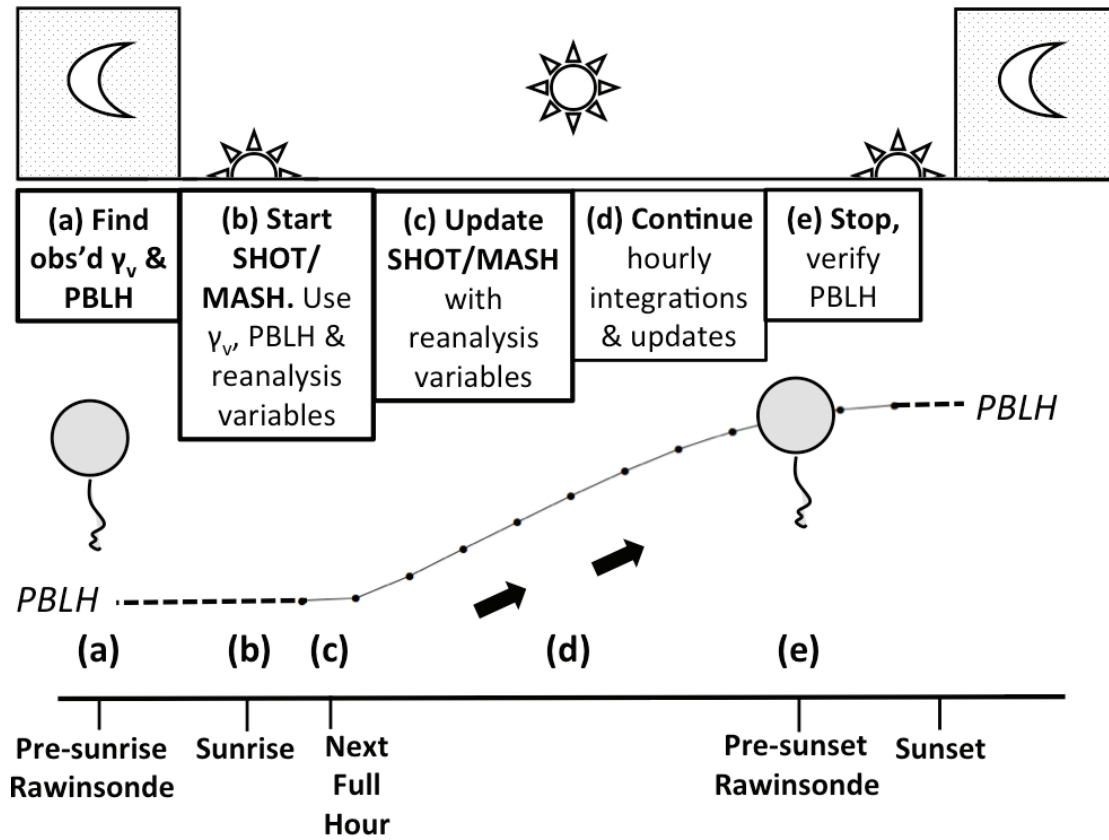 (a) Find
obs’d γv &
PBLH
(b) Start
SHOT/
MASH. Use
γv, PBLH &
reanalysis
variables
(c) Update
SHOT/MASH
with
reanalysis
variables
(d) Continue
hourly
integrations
& updates
(e) Stop,
verify
PBLH
PBLH
PBLH
(a)
(b)
(c)
(d)
(e)
Pre-sunrise
Rawinsonde
Sunrise
Next
Full
Hour
Pre-sunset
Rawinsonde
Sunset